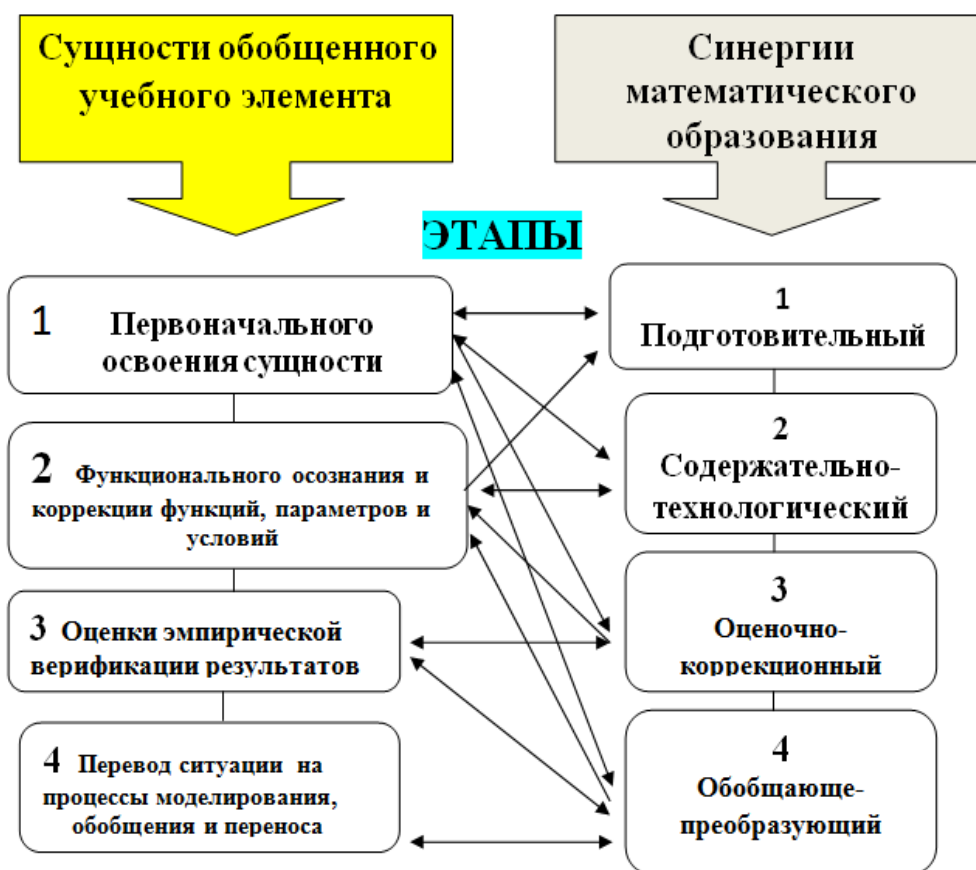 Сущности обобщенного
учебного элемента
Синергии
математического
образования
ЭТАПЫ
1 Первоначального
освоения сущности
2 Функционального осознания и
коррекции функций, параметров и
условий
3 Оценки эмпирической
верификации результатов
4 Перевод ситуации на
процессы моделирования,
обобщения и переноса
1
Подготовительный
2
Содержательно-
технологический
3
Оценочно-
коррекционный
4
Обобщающе-
преобразующий